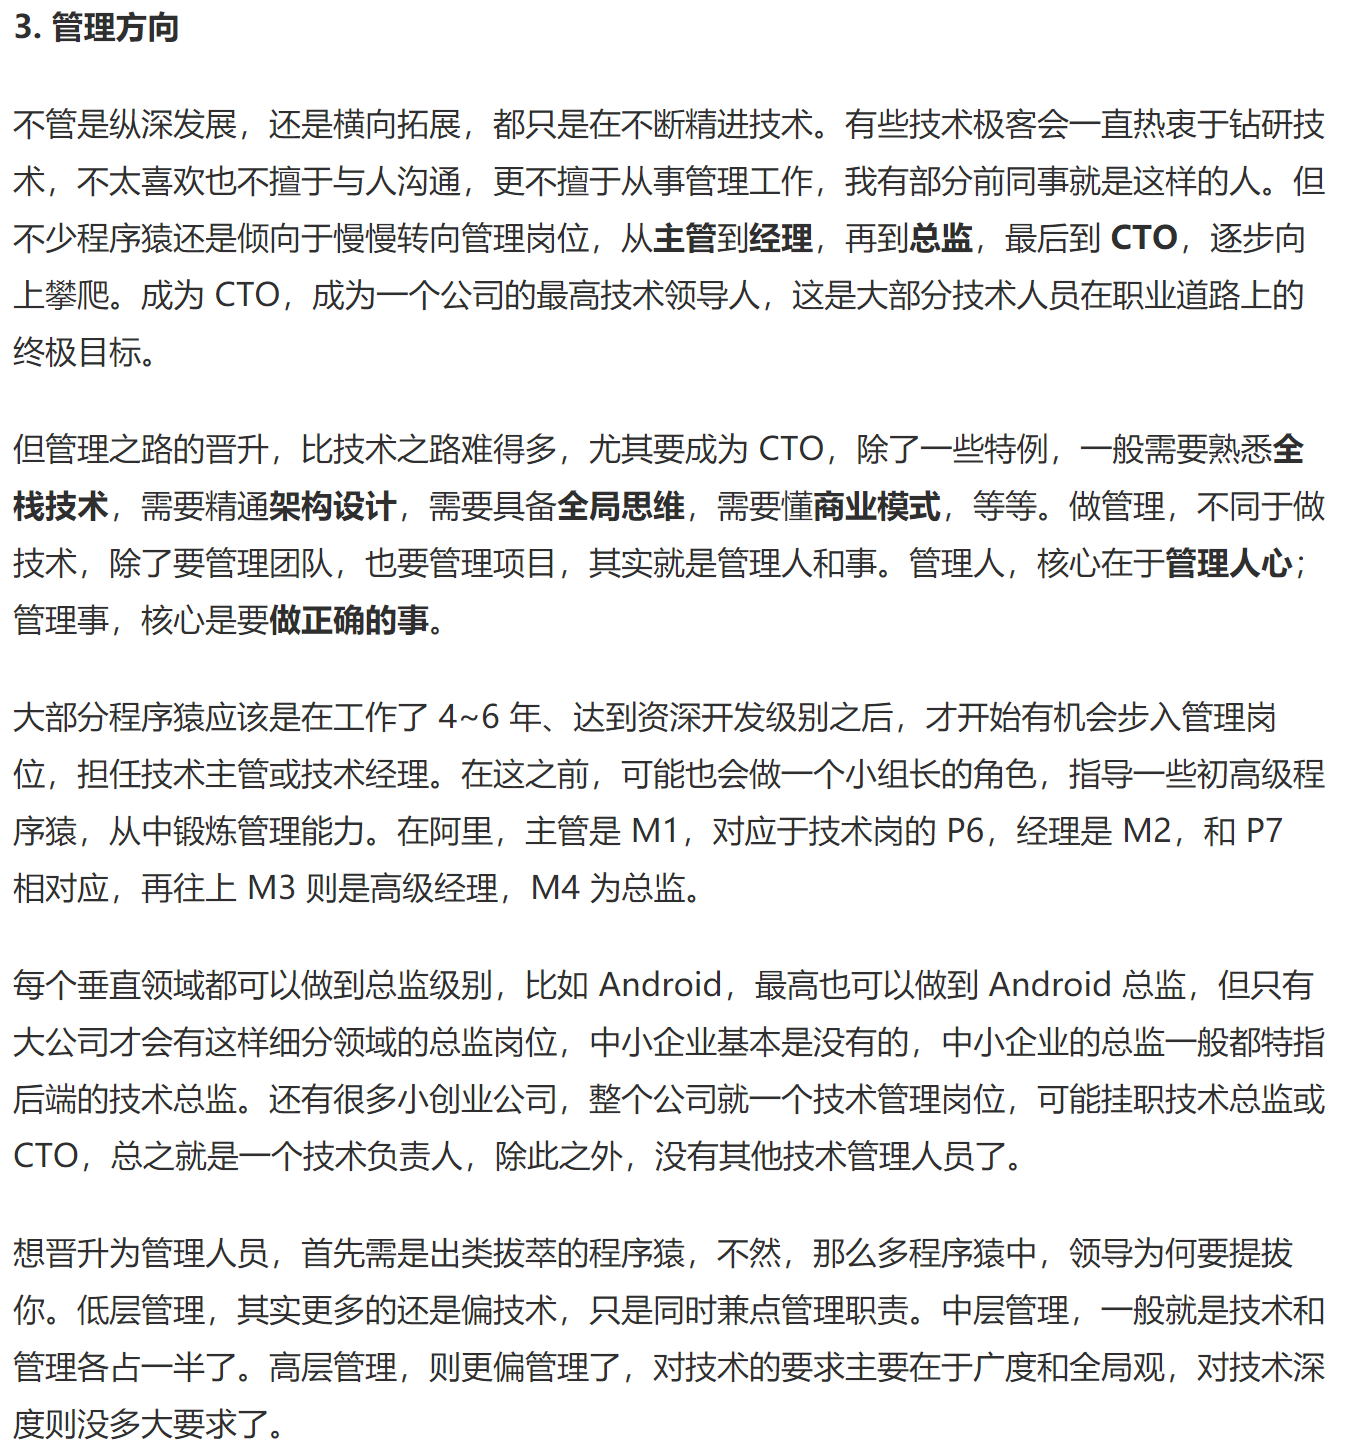 3. 管理方向
不管是纵深发展，还是横向拓展，都只是在不断精进技术。有些技术极客会一直热衷于钻研技
术，不太喜欢也不擅于与人沟通，更不擅于从事管理工作，我有部分前同事就是这样的人。但
不少程序猿还是倾向于慢慢转向管理岗位，从主管到经理，再到总监，最后到 CTO，逐步向
上攀爬。成为 CTO，成为一个公司的最高技术领导人，这是大部分技术人员在职业道路上的
终极目标。
但管理之路的晋升，比技术之路难得多，尤其要成为 CTO，除了一些特例，一般需要熟悉全
栈技术，需要精通架构设计，需要具备全局思维，需要懂商业模式，等等。做管理，不同于做
技术，除了要管理团队，也要管理项目，其实就是管理人和事。管理人，核心在于管理人心；
管理事，核心是要做正确的事。
大部分程序猿应该是在工作了 4~6 年、达到资深开发级别之后，才开始有机会步入管理岗
位，担任技术主管或技术经理。在这之前，可能也会做一个小组长的角色，指导一些初高级程
序猿，从中锻炼管理能力。在阿里，主管是 M1，对应于技术岗的 P6，经理是 M2，和 P7
相对应，再往上 M3 则是高级经理，M4 为总监。
每个垂直领域都可以做到总监级别，比如 Android，最高也可以做到 Android 总监，但只有
大公司才会有这样细分领域的总监岗位，中小企业基本是没有的，中小企业的总监一般都特指
后端的技术总监。还有很多小创业公司，整个公司就一个技术管理岗位，可能挂职技术总监或
CTO，总之就是一个技术负责人，除此之外，没有其他技术管理人员了。
想晋升为管理人员，首先需是出类拔萃的程序猿，不然，那么多程序猿中，领导为何要提拔
你。低层管理，其实更多的还是偏技术，只是同时兼点管理职责。中层管理，一般就是技术和
管理各占一半了。高层管理，则更偏管理了，对技术的要求主要在于广度和全局观，对技术深
度则没多大要求了。